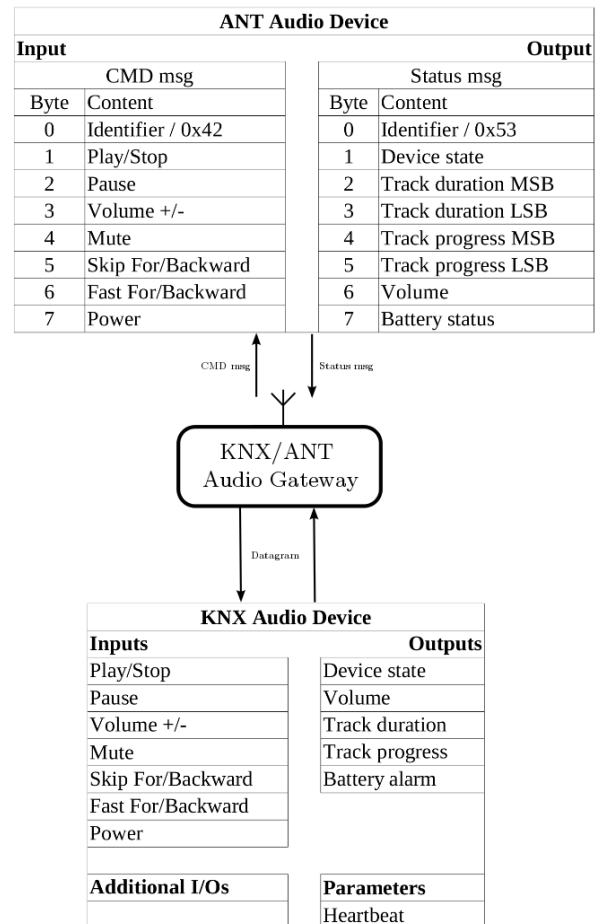 ANT Audio Device
Input Output
CMD msg Status msg
Byte Content Byte Content
0 Identifier / 0x42 0 Identifier / 0x53
1 Play/Stop 1 Device state
2 Pause 2 Track duration MSB
3 Volume +/- 3 Track duration LSB
4 Mute 4 Track progress MSB
5 Skip For/Backward 5 Track progress LSB
6 Fast For/Backward 6 Volume
7 Power 7 Battery status
CMD msg Status msg
KNX/ANT
Audio Gateway
Datagram
KNX Audio Device
Inputs Outputs
Play/Stop Device state
Pause Volume
Volume +/- Track duration
Mute Track progress
Skip For/Backward Battery alarm
Fast For/Backward
Power
Additional I/Os Parameters
Heartbeat